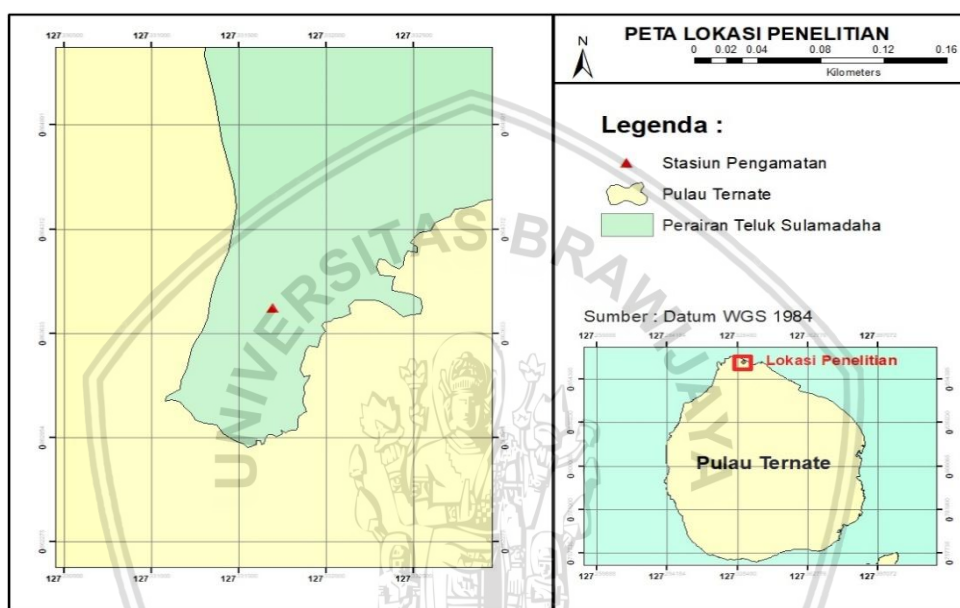 PETA LOKASI PENELITIAN
N
0 0.02 0.04 0.08 0.12 0.16
Kilometers
Legenda :
Stasiun Pengamatan
Pulau Ternate
Perairan Teluk Sulamadaha
Sumber : Datum WGS 1984
Lokasi Penelitian
Pulau Ternate
UNIVERSITAS BRAWIJAYA
127 127 127 127 127
127 127 127 127 127
127 127 127 127 127
127 127 127 127 127